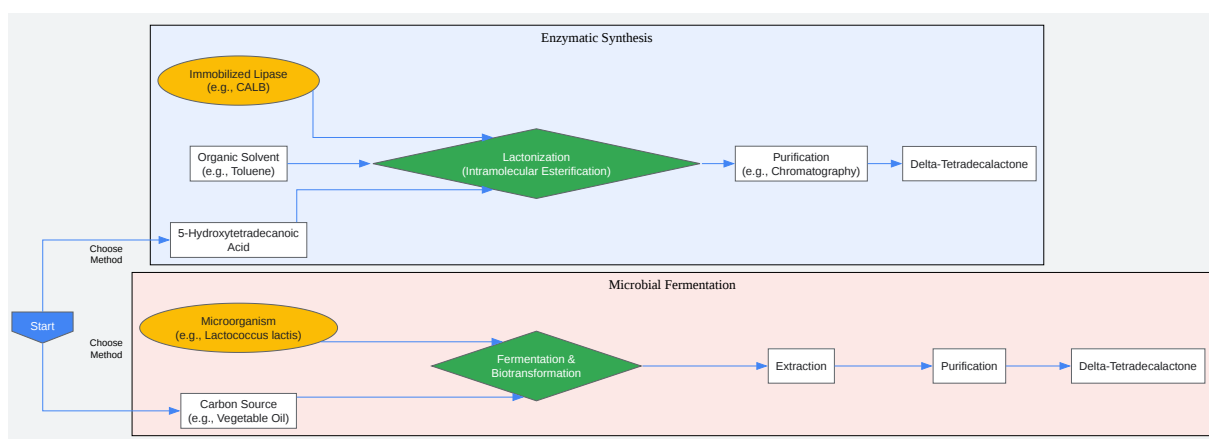 Enzymatic Synthesis
Immobilized Lipase
(e.g., CALB)
Organic Solvent
(e.g., Toluene)
Lactonization
(Intramolecular Esterification)
Purification
(e.g., Chromatography)
Delta-Tetradecalactone
5-Hydroxytetradecanoic
Acid
Choose
Method
Start
Choose
Method
Microbial Fermentation
Microorganism
(e.g., Lactococcus lactis)
Fermentation &
Biotransformation
Extraction
Purification
Delta-Tetradecalactone
Carbon Source
(e.g., Vegetable Oil)